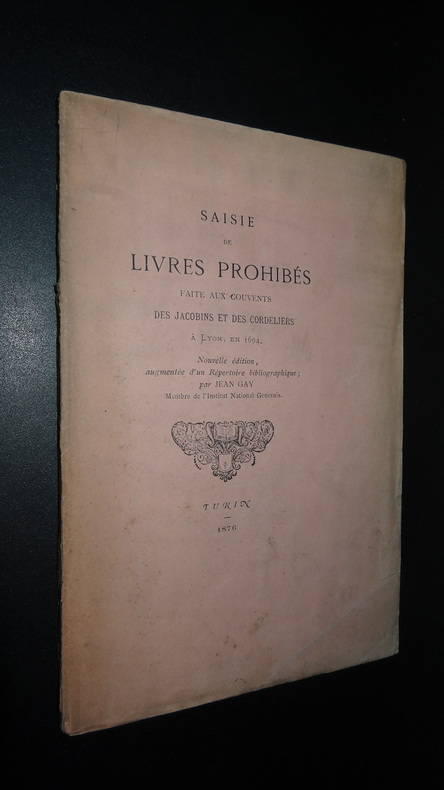 SAISIE
DE
LIVRES PROHIBÉS
FAITE AUX COUVENTS
DES JACOBINS ET DES CORDELIERS
À LYON, EN 1694.
Nouvelle édition,
augmentée d'un Répertoire bibliographique;
par JEAN GAY
Membre de l'Institut National Genevois.
TURIN
1876